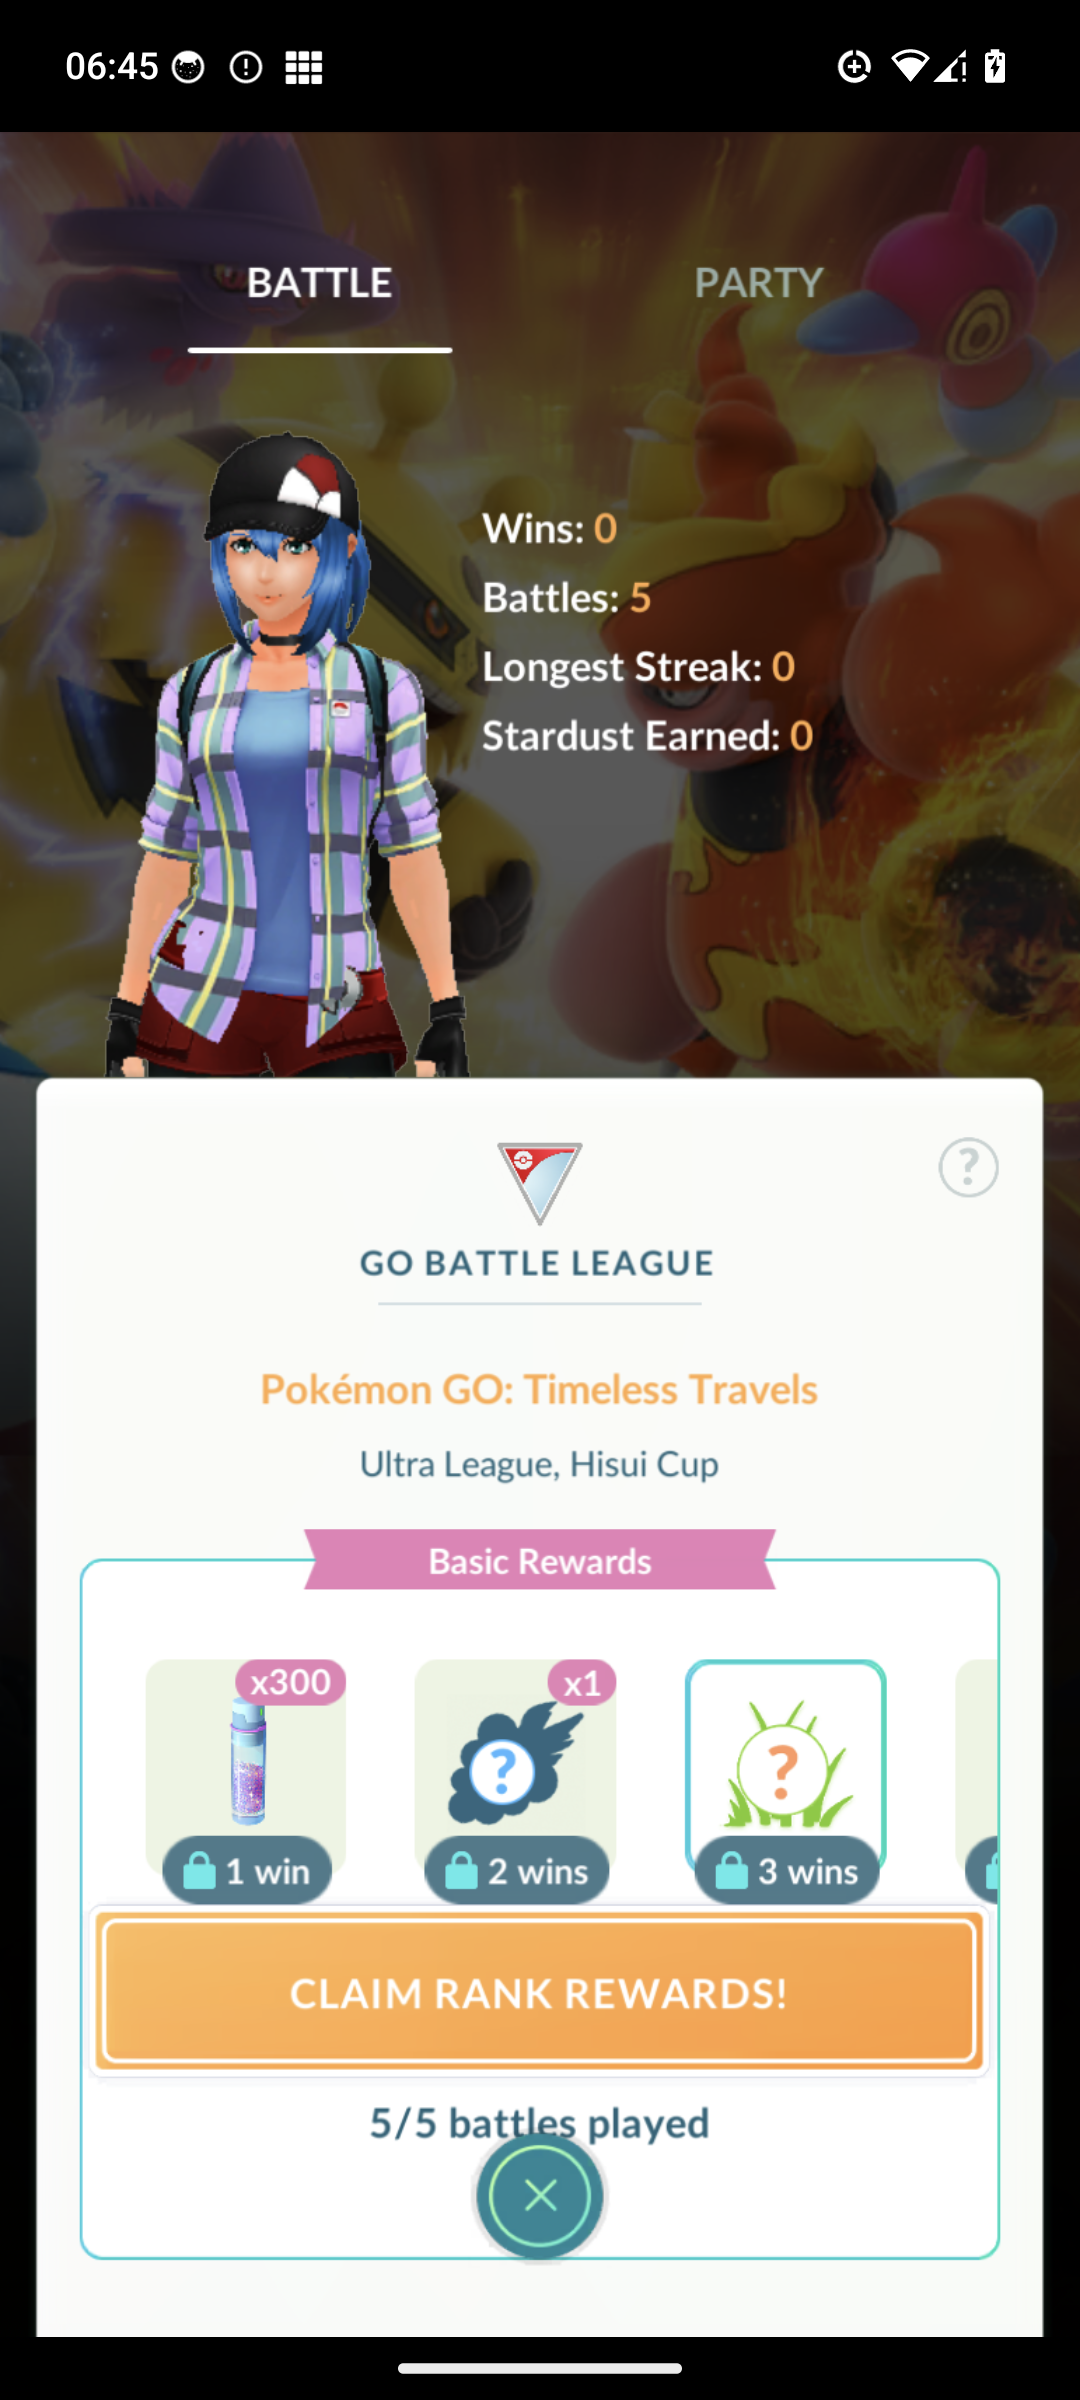 06:45
BATTLE
PARTY
Wins: 0
Battles: 5
Longest Streak: 0
Stardust Earned: 0
?
GO BATTLE LEAGUE
Pokémon GO: Timeless Travels
Ultra League, Hisui Cup
Basic Rewards
x300
x1
?
?
1 win
2 wins
3 wins
CLAIM RANK REWARDS!
5/5 battles played